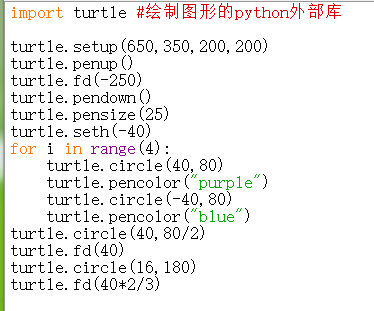 import turtle #绘制图形的python外部库

turtle.setup(650,350,200,200)
turtle.penup()
turtle.fd(-250)
turtle.pendown()
turtle.pensize(25)
turtle.seth(-40)
for i in range(4):
    turtle.circle(40,80)
    turtle.pencolor("purple")
    turtle.circle(-40,80)
    turtle.pencolor("blue")
turtle.circle(40,80/2)
turtle.fd(40)
turtle.circle(16,180)
turtle.fd(40*2/3)